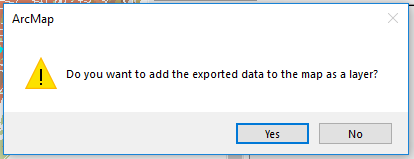 ArcMap
Do you want to add the exported data to the map as a layer?
Yes No